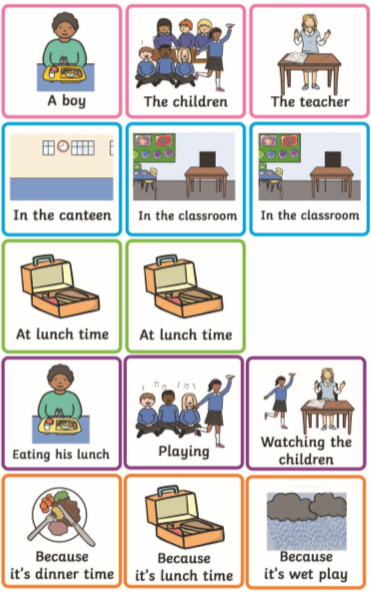 A boy
The children
The teacher
In the canteen
In the classroom
In the classroom
At lunch time
At lunch time
Eating his lunch
Playing
Watching the
children
Because
it's dinner time
Because
it's lunch time
Because
it's wet play